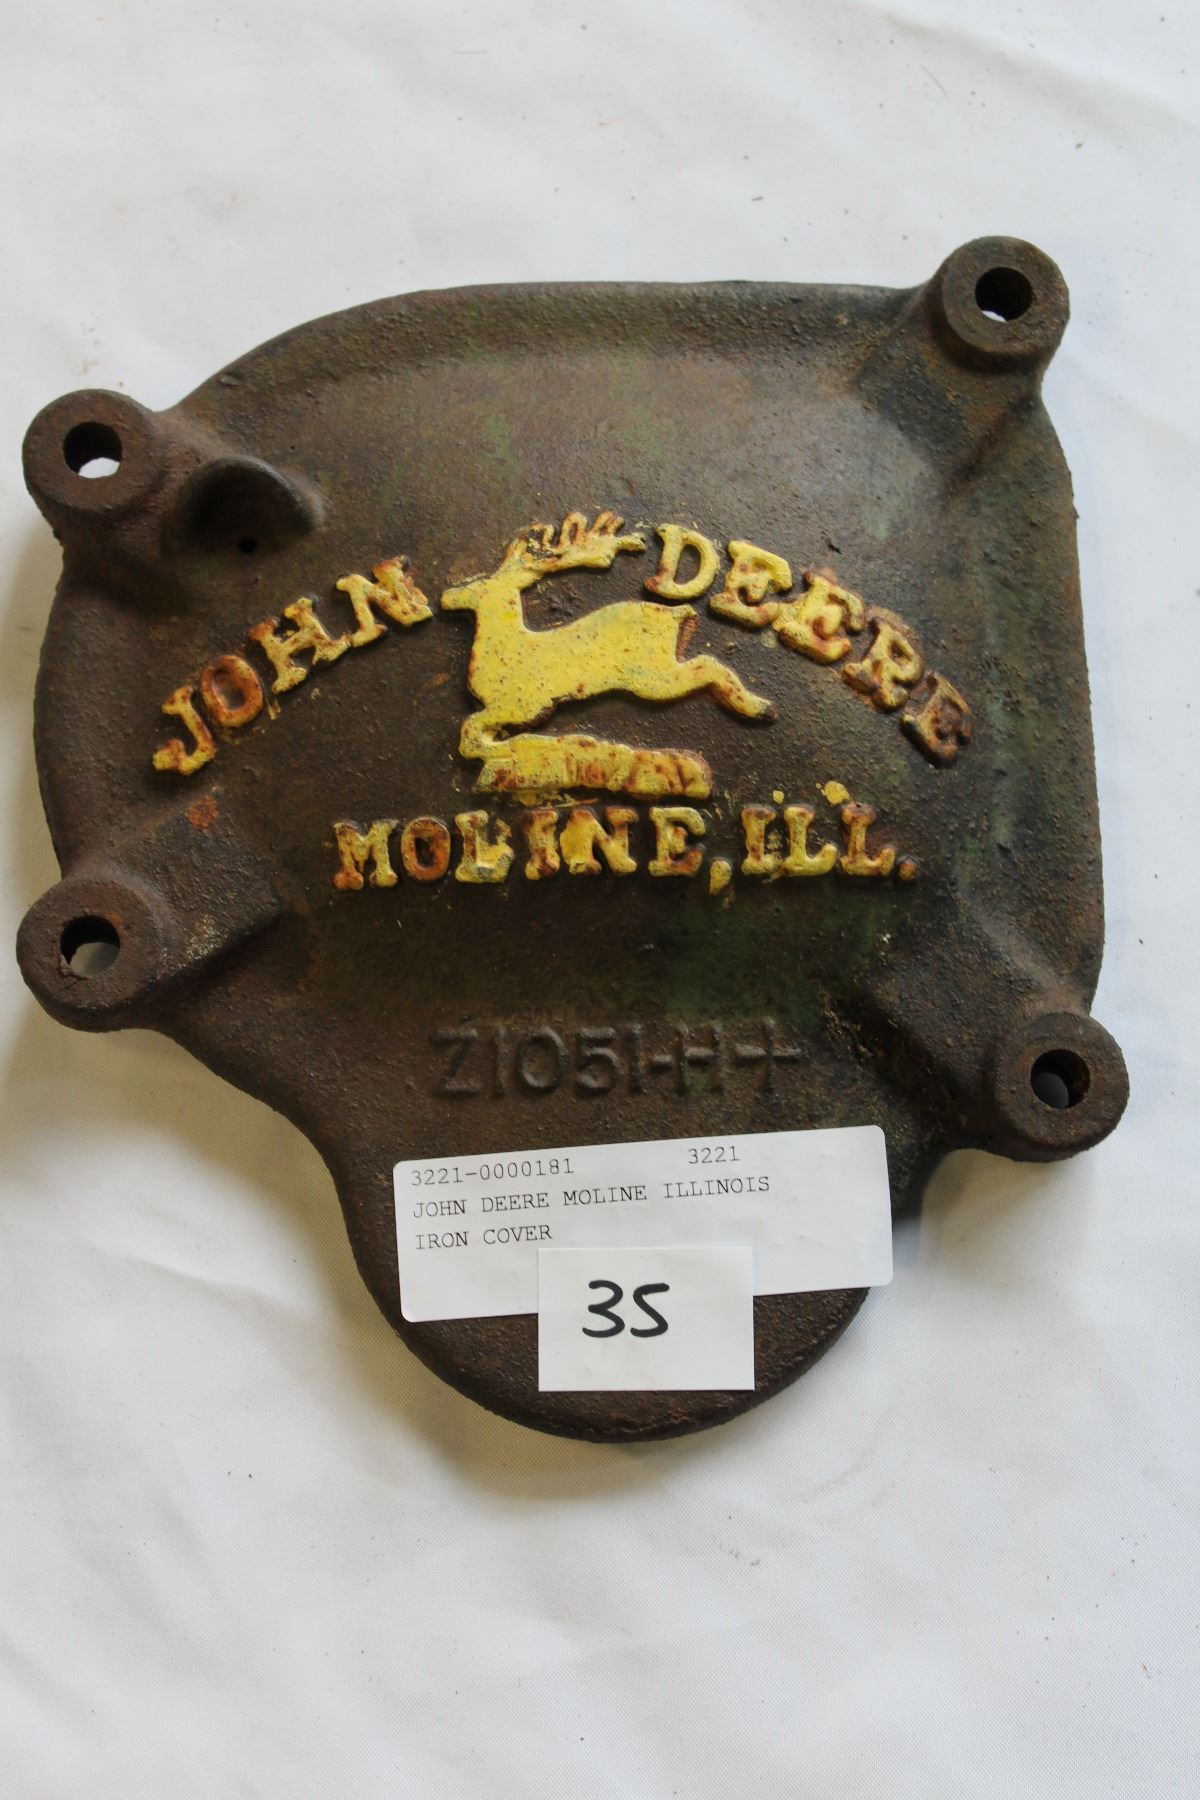 JOHN DEERE
MOLINE, ILL.
Z1051-H+
3221-0000181 3221
JOHN DEERE MOLINE ILLINOIS
IRON COVER
35